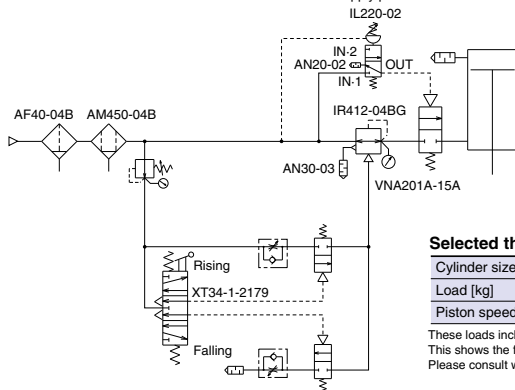 IL220-02
IN·2
AN20-02
OUT
IN·1
AF40-04B
AM450-04B
IR412-04BG
AN30-03
VNA201A-15A
Rising
XT34-1-2179
Falling
Selected
Cylinder size
Load [kg]
Piston speed
These loads
This shows the
Please consult